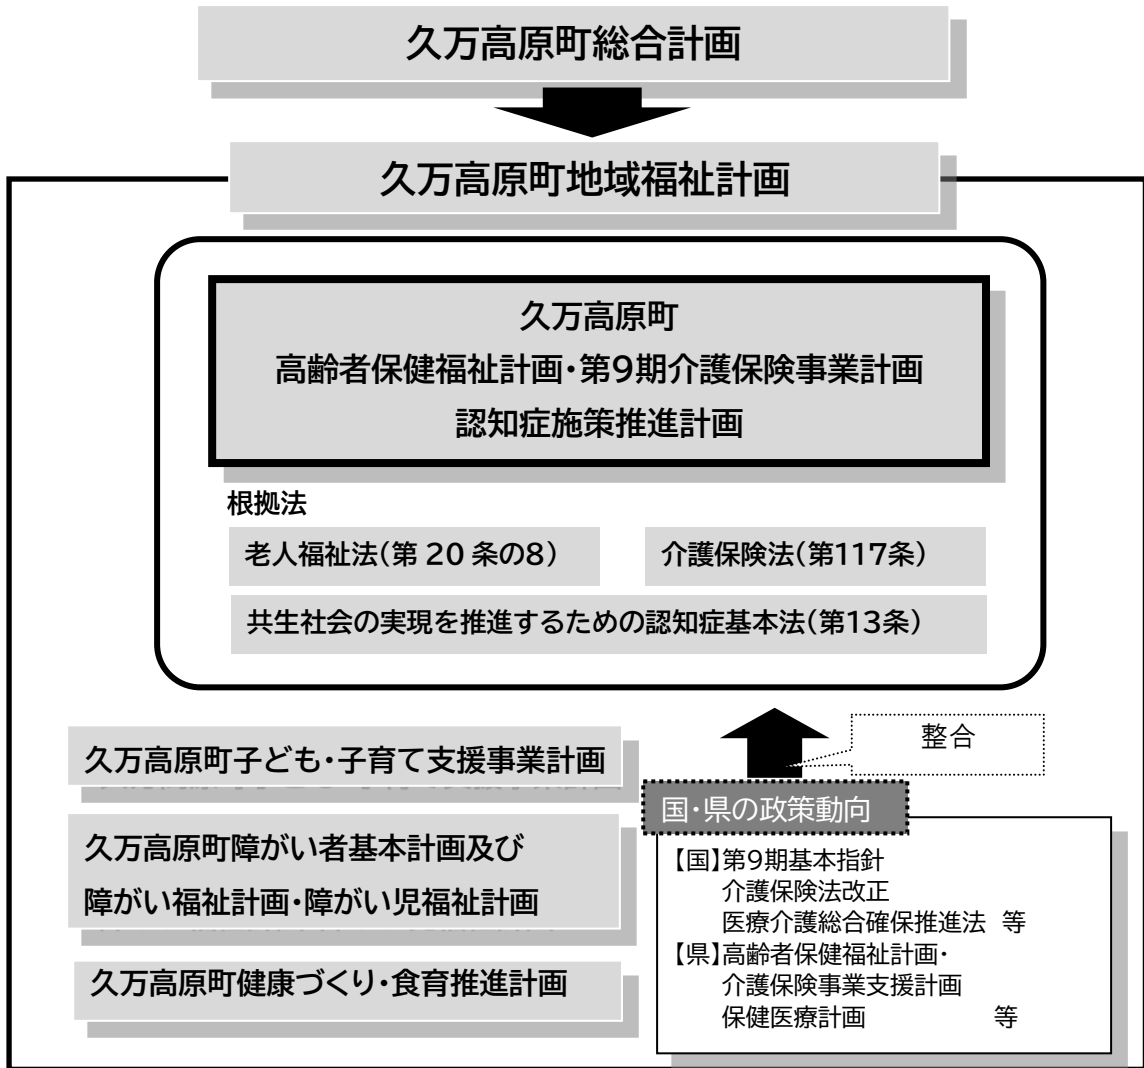 久万高原町総合計画
久万高原町地域福祉計画
久万高原町
高齢者保健福祉計画・第9期介護保険事業計画
認知症施策推進計画
根拠法
老人福祉法(第 20 条の8)
介護保険法(第117条)
共生社会の実現を推進するための認知症基本法(第13条)
久万高原町子ども・子育て支援事業計画
久万高原町障がい者基本計画及び
障がい福祉計画・障がい児福祉計画
久万高原町健康づくり・食育推進計画
整合
国・県の政策動向
【国】第9期基本指針
介護保険法改正
医療介護総合確保推進法 等
【県】高齢者保健福祉計画・
介護保険事業支援計画
保健医療計画 等